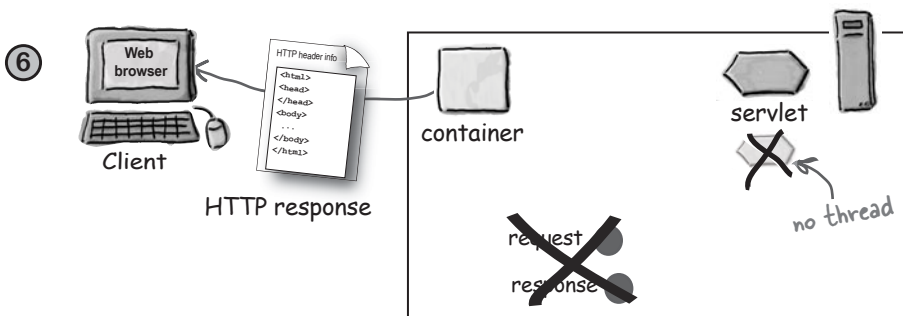 6
Web
browser
Client
HTTP header info
<html>
<head>
</head>
<body>
...
</body>
</html>
HTTP response
container
servlet
no thread
request
response